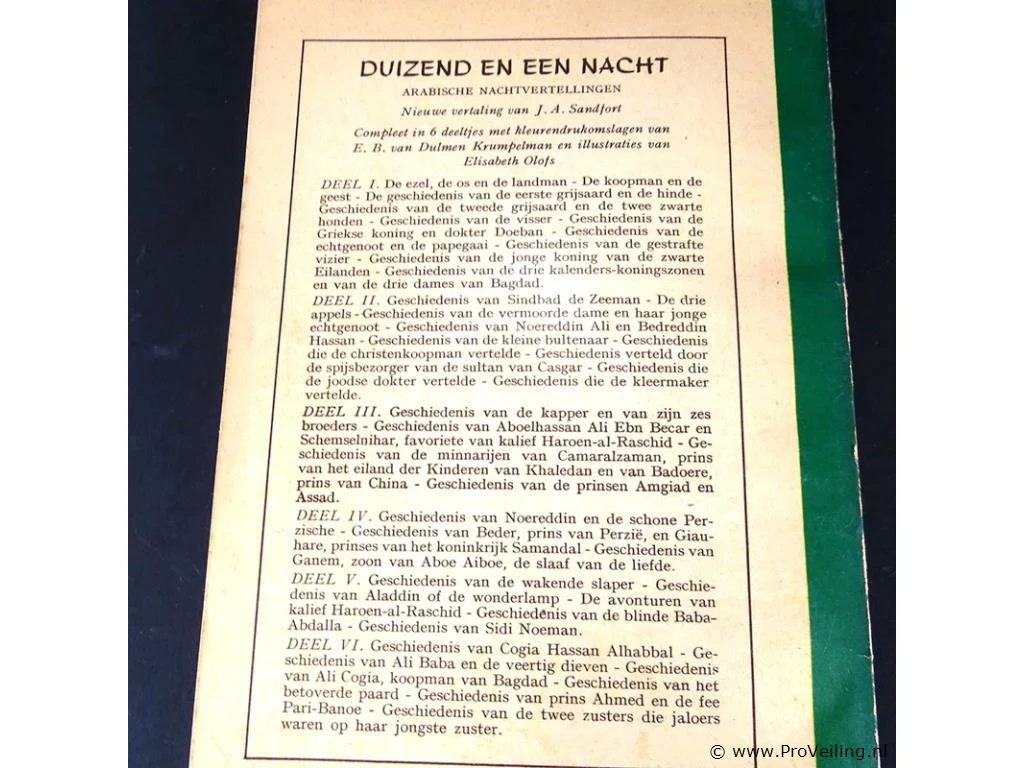 DUIZEND EN EEN NACHT
ARABISCHE NACHTVERTELLINGEN
Nieuwe vertaling van J. A. Sandfort
Compleet in 6 deeltjes met kleurendrukomslagen van
E. B. van Dulmen Krumpelman en illustraties van
Elisabeth Olofs
DEEL I. De ezel, de os en de landman - De koopman en de
geest - De geschiedenis van de eerste grijsaard en de hinde -
Geschiedenis van de tweede grijsaard en de twee zwarte
honden - Geschiedenis van de visser - Geschiedenis van de
Griekse koning en dokter Doeban - Geschiedenis van de
echtgenoot en de papegaai - Geschiedenis van de gestrafte
vizier - Geschiedenis van de jonge koning van de zwarte
Eilanden - Geschiedenis van de drie kalenders-koningszonen
en van de drie dames van Bagdad.
DEEL II. Geschiedenis van Sindbad de Zeeman - De drie
appels - Geschiedenis van de vermoorde dame en haar jonge
echtgenoot - Geschiedenis van Noereddin Ali en Bedreddin
Hassan - Geschiedenis van de kleine bultenaar - Geschiedenis
die de christenkoopman vertelde - Geschiedenis verteld door
de spijsbezorger van de sultan van Casgar - Geschiedenis die
de joodse dokter vertelde - Geschiedenis die de kleermaker
vertelde.
DEEL III. Geschiedenis van de kapper en van zijn zes
broeders - Geschiedenis van Aboelhassan Ali Ebn Becar en
Schemselnihar, favoriete van kalief Haroen-al-Raschid - Ge-
schiedenis van de minnarijen van Camaralzaman, prins
van het eiland der Kinderen van Khaledan en van Badoere,
prins van China - Geschiedenis van de prinsen Amgiad en
Assad.
DEEL IV. Geschiedenis van Noereddin en de schone Per-
zische - Geschiedenis van Beder, prins van Perzië, en Giau-
hare, prinses van het koninkrijk Samandal - Geschiedenis van
Ganem, zoon van Aboe Aiboe, de slaaf van de liefde.
DEEL V. Geschiedenis van de wakende slaper - Geschie-
denis van Aladdin of de wonderlamp - De avonturen van
kalief Haroen-al-Raschid - Geschiedenis van de blinde Baba-
Abdalla - Geschiedenis van Sidi Noeman.
DEEL VI. Geschiedenis van Cogia Hassan Alhabbal - Ge-
schiedenis van Ali Baba en de veertig dieven - Geschiedenis
van Ali Cogia, koopman van Bagdad - Geschiedenis van het
betoverde paard - Geschiedenis van prins Ahmed en de fee
Pari-Banoe - Geschiedenis van de twee zusters die jaloers
waren op haar jongste zuster.
© www.ProVeiling.nl